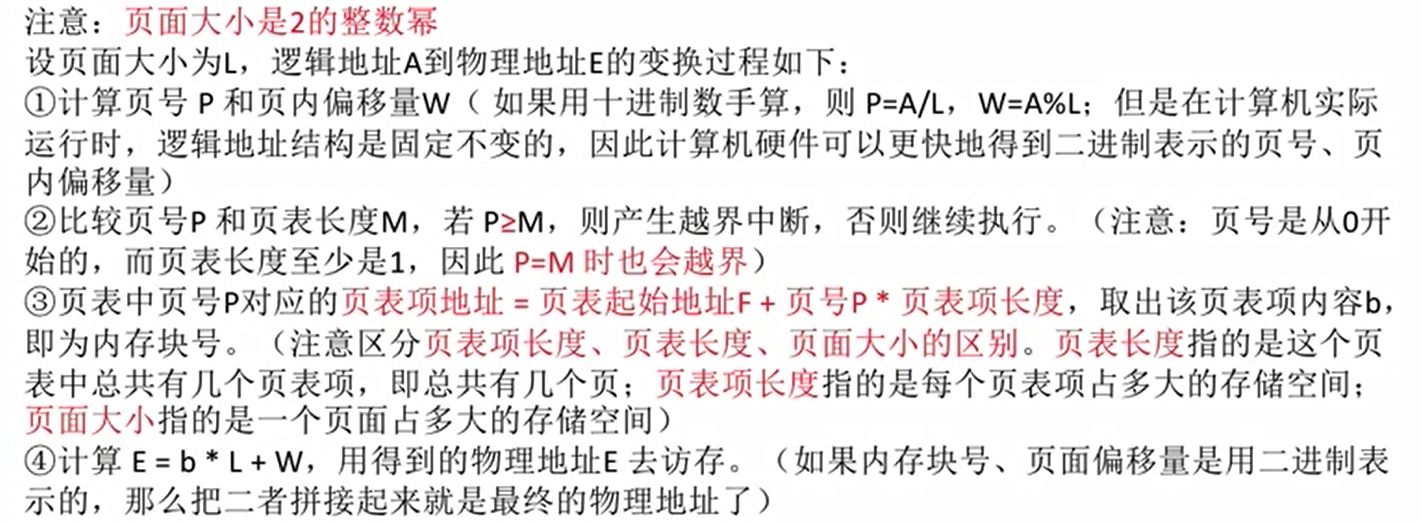 注意：页面大小是2的整数幂
设页面大小为L，逻辑地址A到物理地址E的变换过程如下：
①计算页号 P 和页内偏移量W（ 如果用十进制数手算，则 P=A/L，W=A%L；但是在计算机实际
运行时，逻辑地址结构是固定不变的，因此计算机硬件可以更快地得到二进制表示的页号、页
内偏移量）
②比较页号P 和页表长度M，若 P≥M，则产生越界中断，否则继续执行。（注意：页号是从0开
始的，而页表长度至少是1，因此 P=M 时也会越界）
③页表中页号P对应的页表项地址 = 页表起始地址F + 页号P * 页表项长度，取出该页表项内容b，
即为内存块号。（注意区分页表项长度、页表长度、页面大小的区别。页表长度指的是这个页
表中总共有几个页表项，即总共有几个页；页表项长度指的是每个页表项占多大的存储空间；
页面大小指的是一个页面占多大的存储空间）
④计算 E = b * L + W，用得到的物理地址E 去访存。（如果内存块号、页面偏移量是用二进制表
示的，那么把二者拼接起来就是最终的物理地址了）